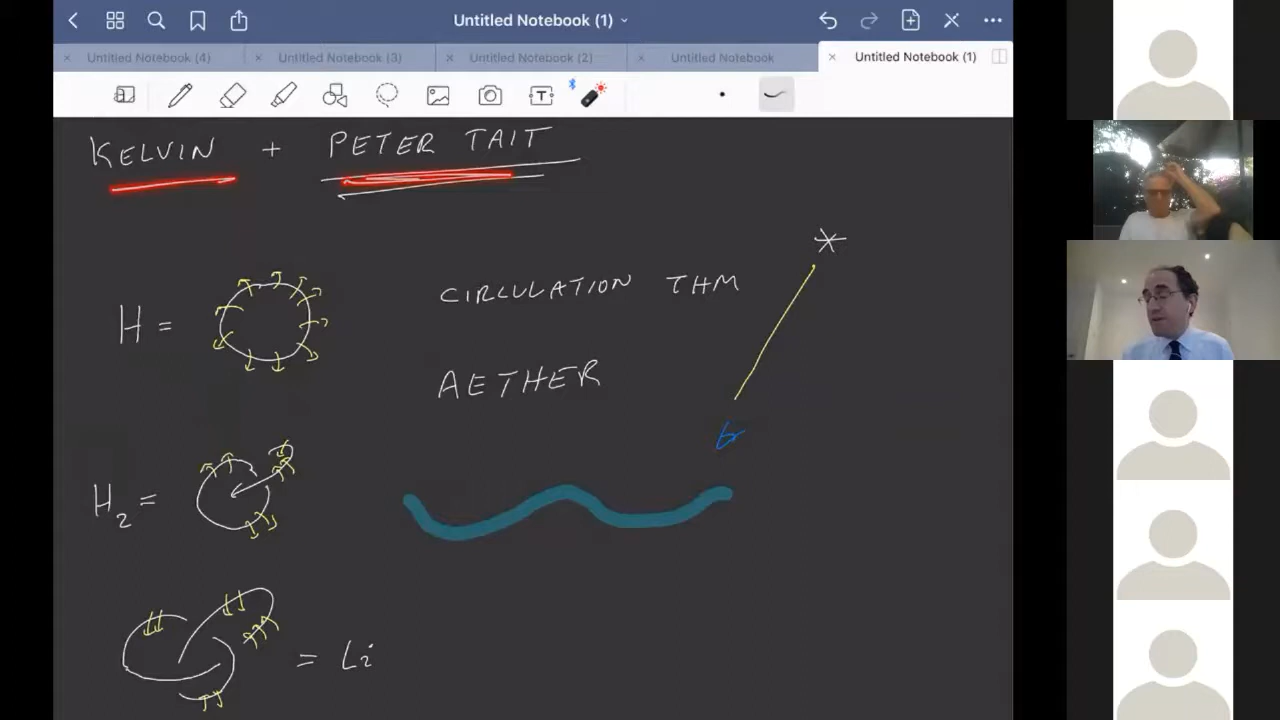 Untitled Notebook (1)
Untitled Notebook (4)
Untitled Notebook (3)
Untitled Notebook (2)
Untitled Notebook
Untitled Notebook (1)
T
KELVIN + PETER TAIT
H =
CIRCULATION THM
AETHER
H₂ =
= Li